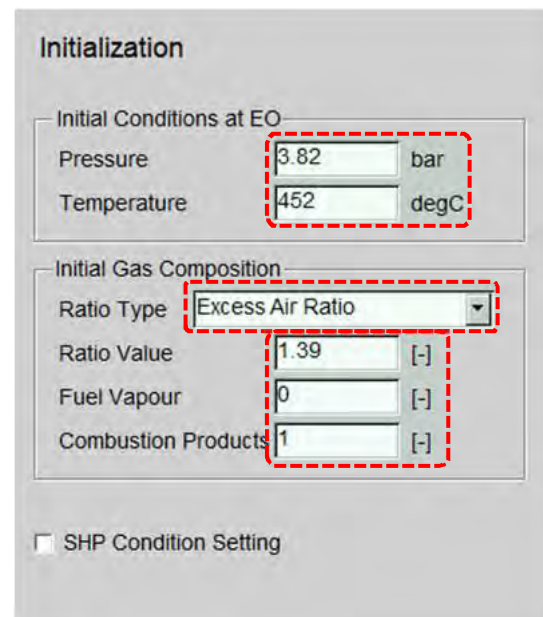 Initialization
Initial Conditions at EO
Pressure 3.82 bar
Temperature 452 degC
Initial Gas Composition
Ratio Type Excess Air Ratio
Ratio Value 1.39 [-]
Fuel Vapour 0 [-]
Combustion Products 1 [-]
SHP Condition Setting